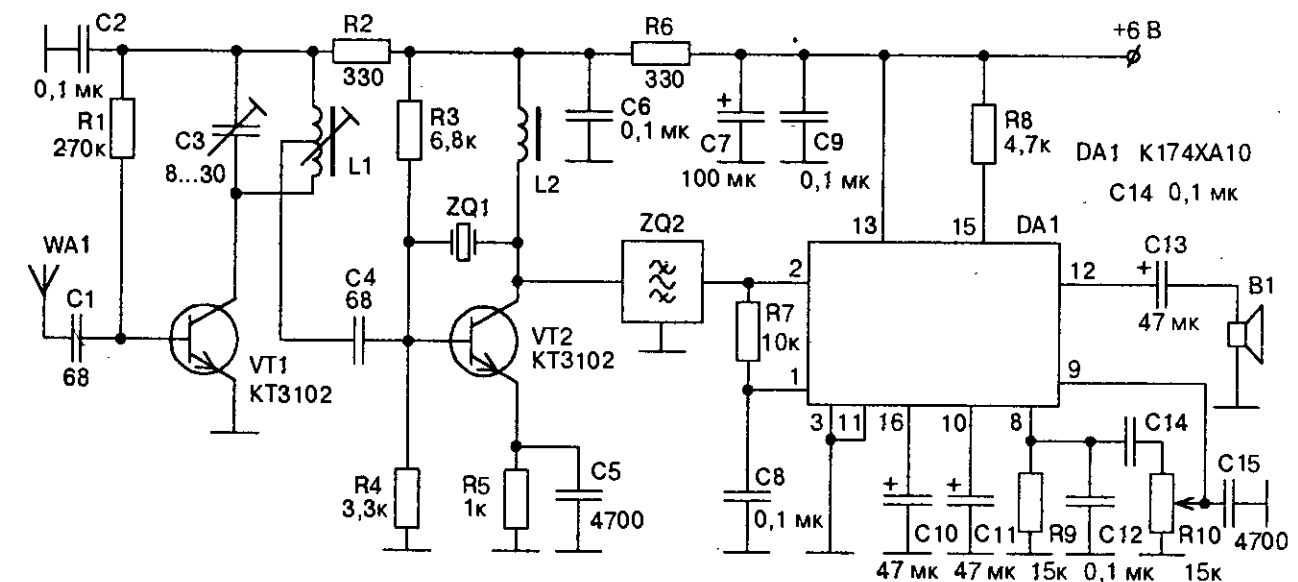 C2
0,1 мк
R1
270к
C3
8...30
L1
R2
330
R3
6,8к
L2
C6
0,1 мк
R6
330
C7
100 мк
C9
0,1 мк
R8
4,7к
+6 В
DA1 К174ХА10
C14 0,1 мк
WA1
C1
68
VT1
КТ3102
C4
68
ZQ1
VT2
КТ3102
ZQ2
R4
3,3к
R5
1к
C5
4700
R7
10к
C8
0,1 мк
DA1
13
15
2
1
12
9
3
11
16
10
8
C13
47 мк
B1
C10
47 мк
C11
47 мк
R9
15к
C12
0,1 мк
C14
R10
15к
C15
4700